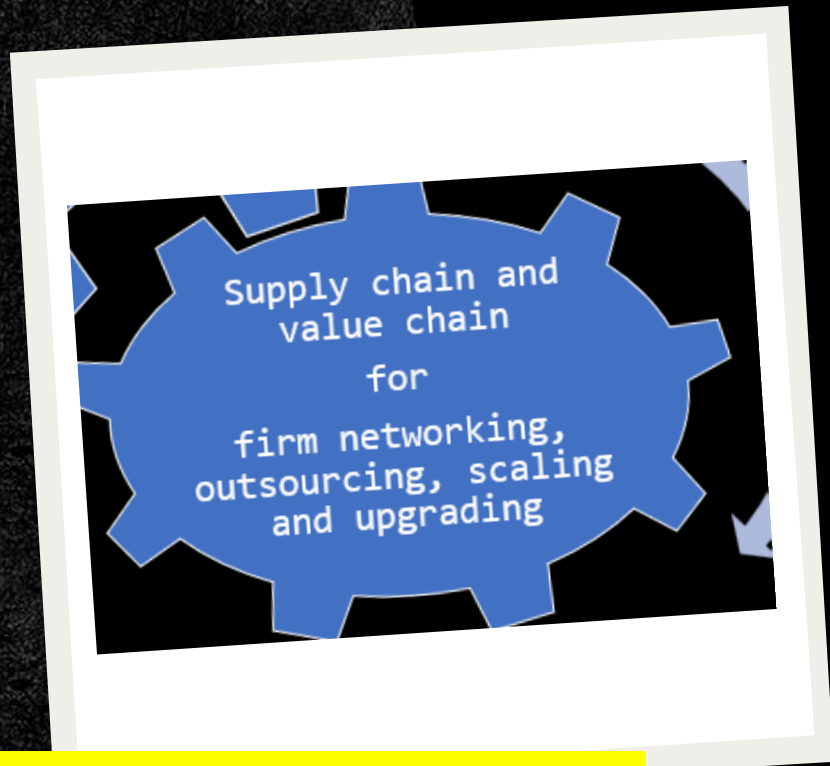 Supply chain and
value chain
for
firm networking,
outsourcing, scaling
and upgrading